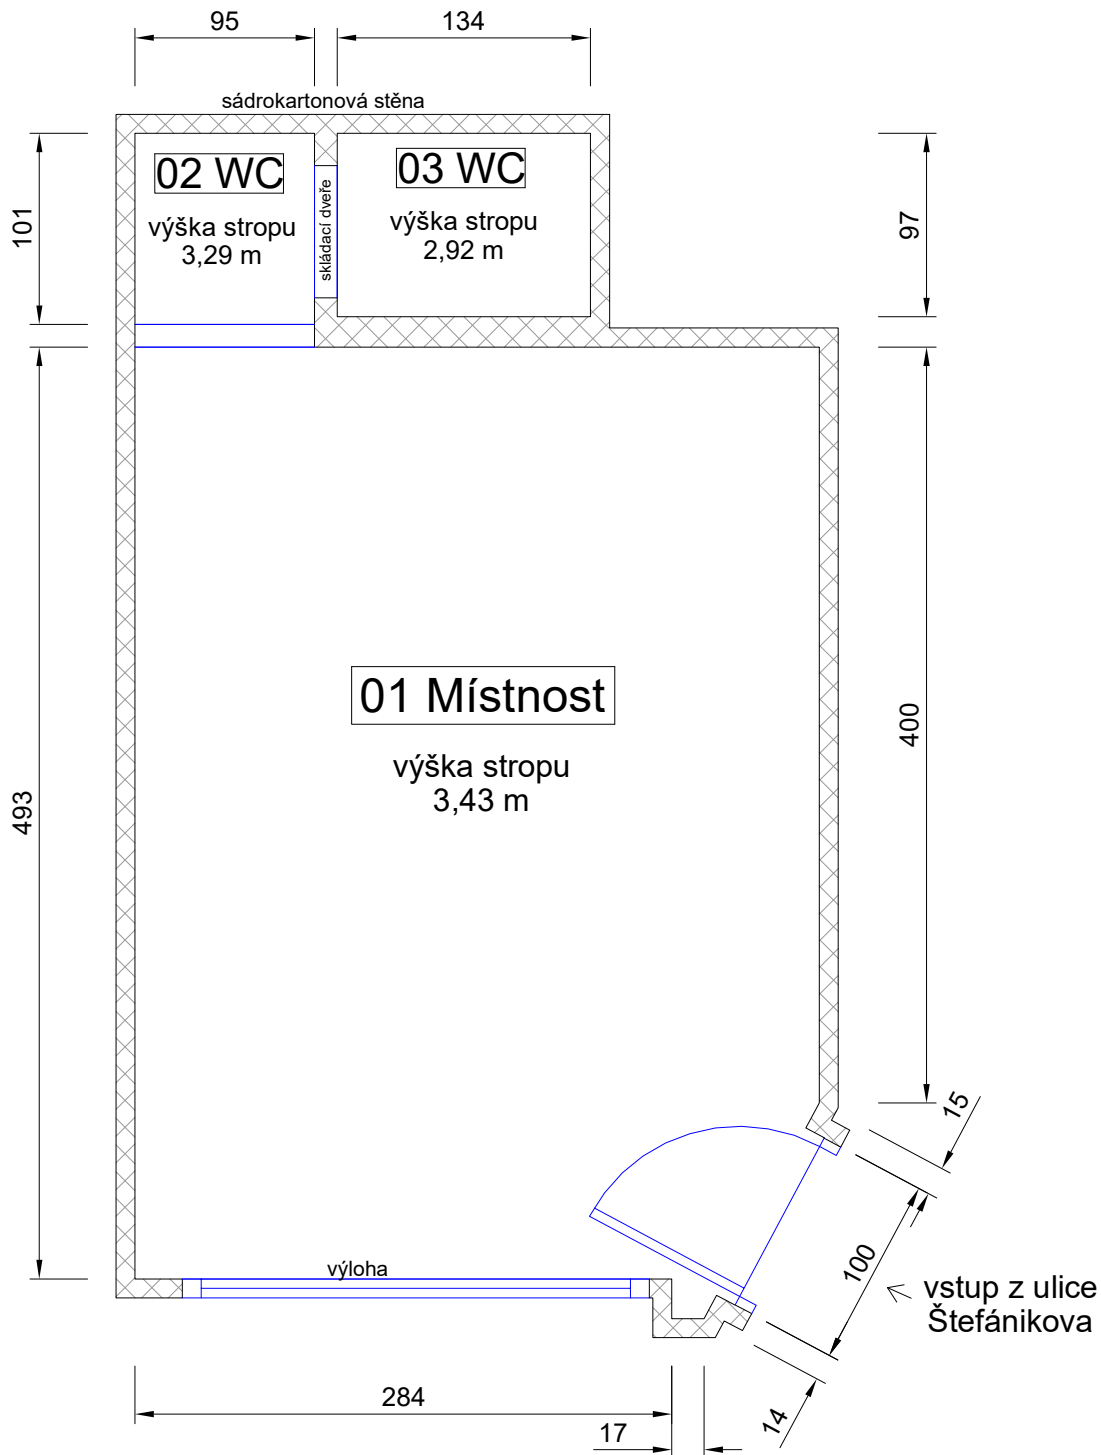 95
134
sádrokartonová stěna
02 WC
výška stropu
3,29 m
skládací dveře
03 WC
výška stropu
2,92 m
101
97
01 Místnost
výška stropu
3,43 m
493
400
15
100
vstup z ulice
Štefánikova
výloha
284
17
14